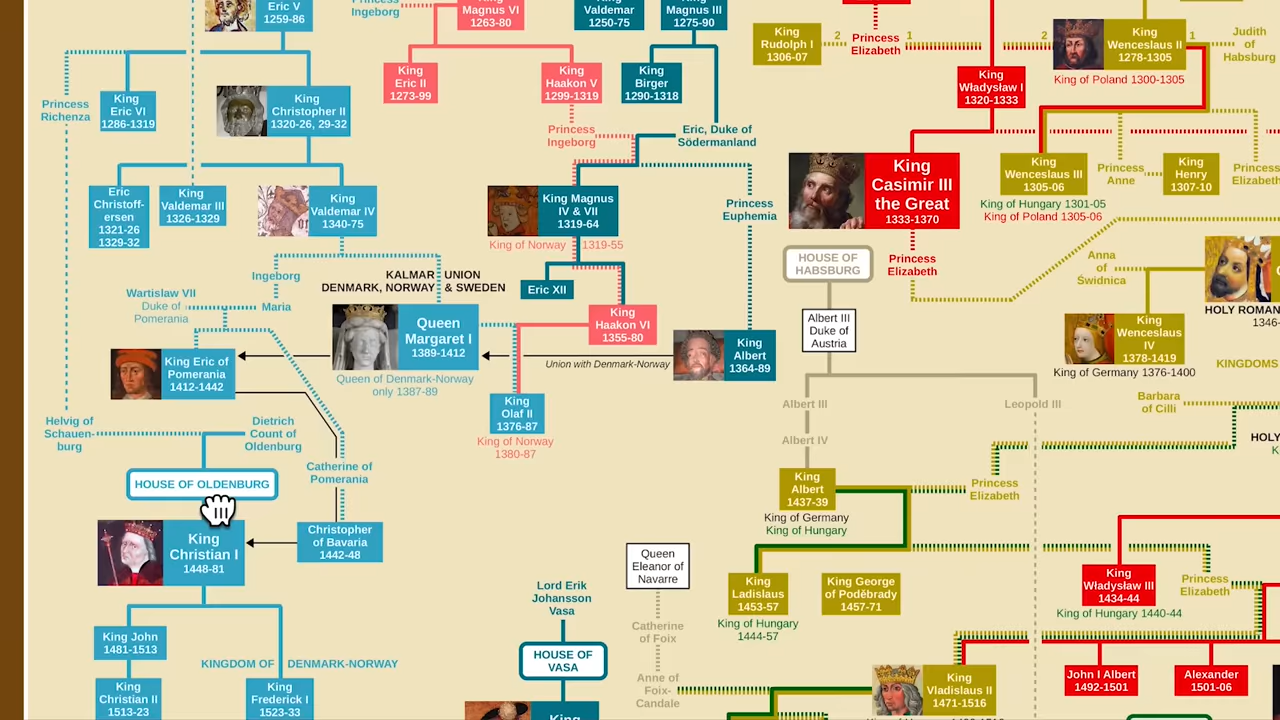 Eric V
1259-86
Princess
Ingeborg
Magnus VI
1263-80
Valdemar
1250-75
Magnus III
1275-90
King
Rudolph I
1306-07
2
Princess
Elizabeth
1
2
King
Wenceslaus II
1278-1305
1
Judith
of
Habsburg
King of Poland 1300-1305
Princess
Richenza
King
Eric VI
1286-1319
King
Christopher II
1320-26, 29-32
King
Eric II
1273-99
King
Haakon V
1299-1319
King
Birger
1290-1318
King
Władysław I
1320-1333
Princess
Ingeborg
Eric, Duke of
Södermanland
King
Casimir III
the Great
1333-1370
King
Wenceslaus III
1305-06
Princess
Anne
King
Henry
1307-10
Princess
Elizabeth
King of Hungary 1301-05
King of Poland 1305-06
Eric
Christoff-
ersen
1321-26
1329-32
King
Valdemar III
1326-1329
King
Valdemar IV
1340-75
King Magnus
IV & VII
1319-64
King of Norway
1319-55
Princess
Euphemia
HOUSE OF
HABSBURG
Princess
Elizabeth
Anna
of
Świdnica
HOLY ROMAN
1346-
Ingeborg
KALMAR UNION
DENMARK, NORWAY & SWEDEN
Eric XII
Wartislaw VII
Duke of
Pomerania
Maria
Queen
Margaret I
1389-1412
Queen of Denmark-Norway
only 1387-89
King
Haakon VI
1355-80
Union with Denmark-Norway
King
Albert
1364-89
Albert III
Duke of
Austria
King
Wenceslaus
IV
1378-1419
King of Germany 1376-1400
KINGDOMS
King Eric of
Pomerania
1412-1442
King
Olaf II
1376-87
King of Norway
1380-87
Albert III
Leopold III
Barbara
of Cilli
Albert IV
HOLY
Helvig of
Schauen-
burg
Dietrich
Count of
Oldenburg
Catherine of
Pomerania
HOUSE OF OLDENBURG
King
Albert
1437-39
King of Germany
King of Hungary
Princess
Elizabeth
King
Christian I
1448-81
Christopher
of Bavaria
1442-48
Queen
Eleanor of
Navarre
King
Ladislaus
1453-57
King of Hungary
1444-57
King George
of Poděbrady
1457-71
King
Władysław III
1434-44
King of Hungary 1440-44
Princess
Elizabeth
Lord Erik
Johansson
Vasa
Catherine
of Foix
King John
1481-1513
KINGDOM OF DENMARK-NORWAY
HOUSE OF
VASA
Anne of
Foix-
Candale
King
Vladislaus II
1471-1516
John I Albert
1492-1501
Alexander
1501-06
King
Christian II
1513-23
King
Frederick I
1523-33
King